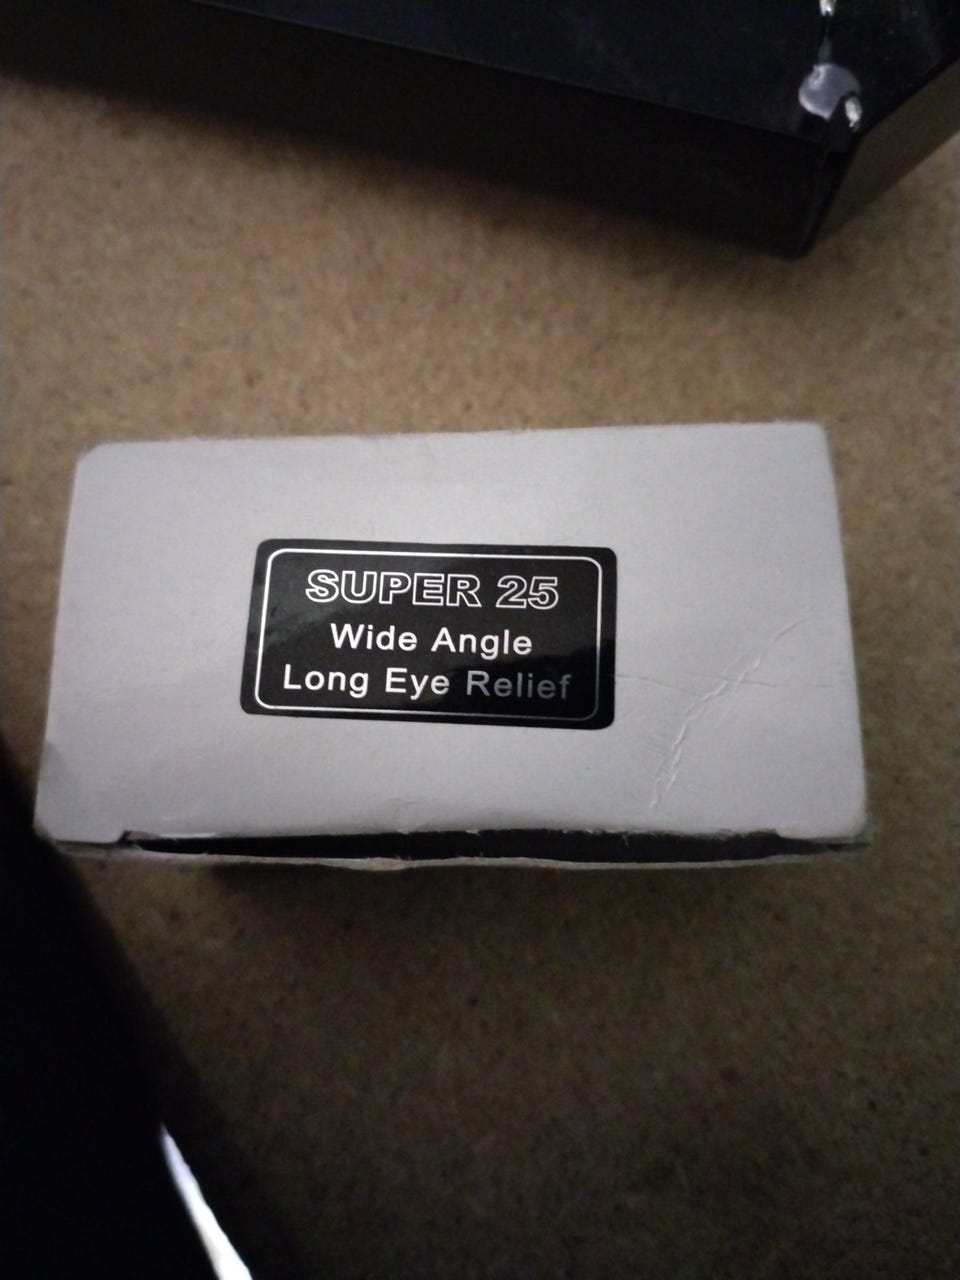 SUPER 25
Wide Angle
Long Eye Relief